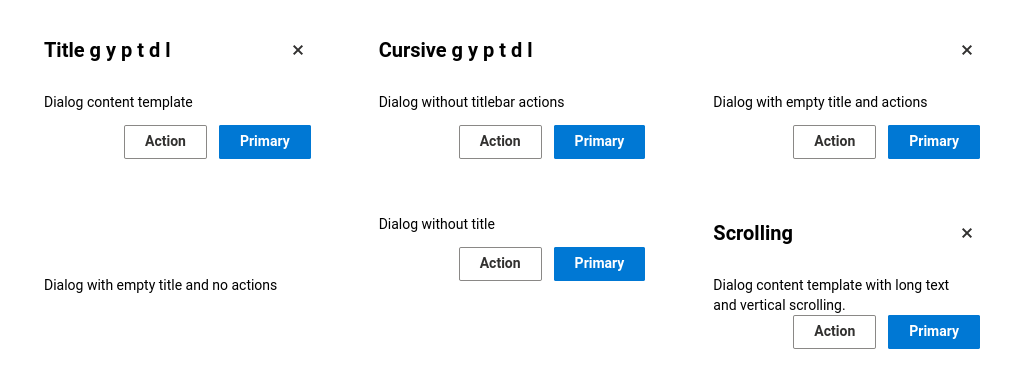 Title g y p t d l
Dialog content template
Action Primary
Cursive g y p t d l
Dialog without titlebar actions
Action Primary
Dialog with empty title and actions
Action Primary
Dialog with empty title and no actions
Dialog without title
Action Primary
Scrolling
Dialog content template with long text
and vertical scrolling.
Action Primary